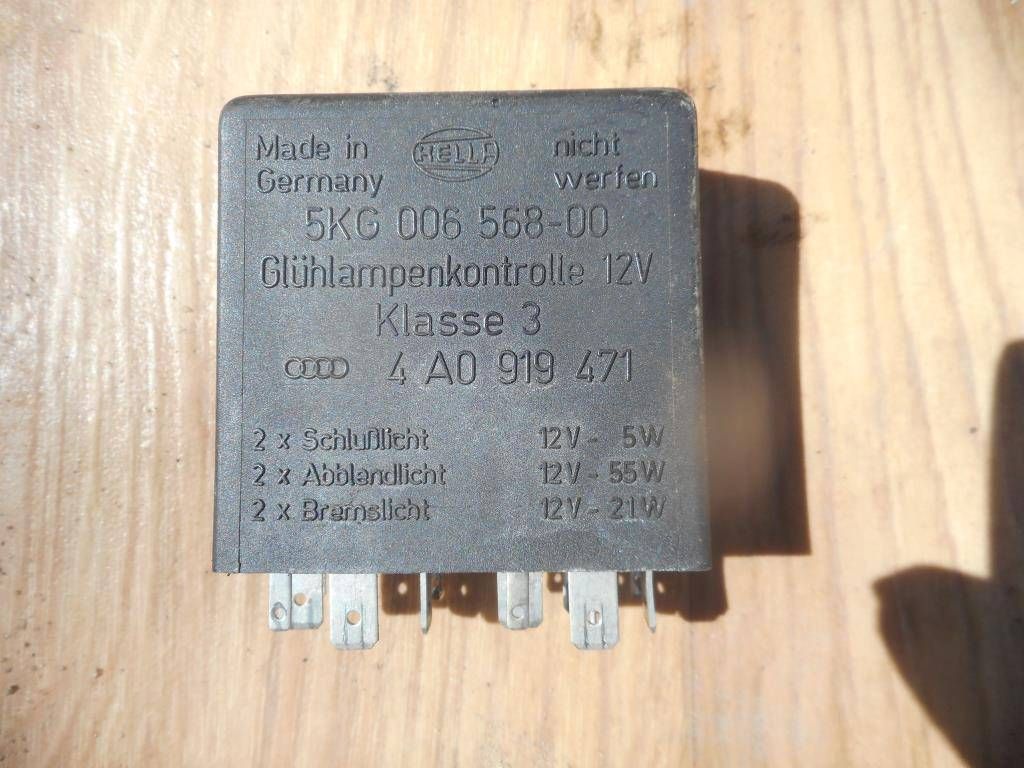 Made in HELLA nicht
Germany werfen
5KG 006 568-00
Glühlampenkontrolle 12V
Klasse 3
4 A0 919 471
2 x Schlußlicht 12V - 5W
2 x Abblendlicht 12V - 55W
2 x Bremslicht 12V - 21W